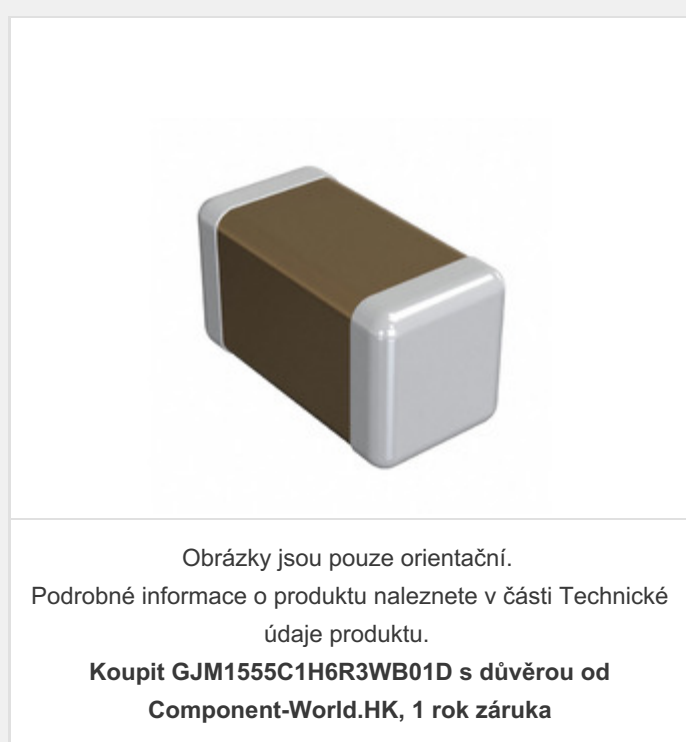 Obrázky jsou pouze orientační.
Podrobné informace o produktu naleznete v části Technické
údaje produktu.
Koupit GJM1555C1H6R3WB01D s důvěrou od
Component-World.HK, 1 rok záruka